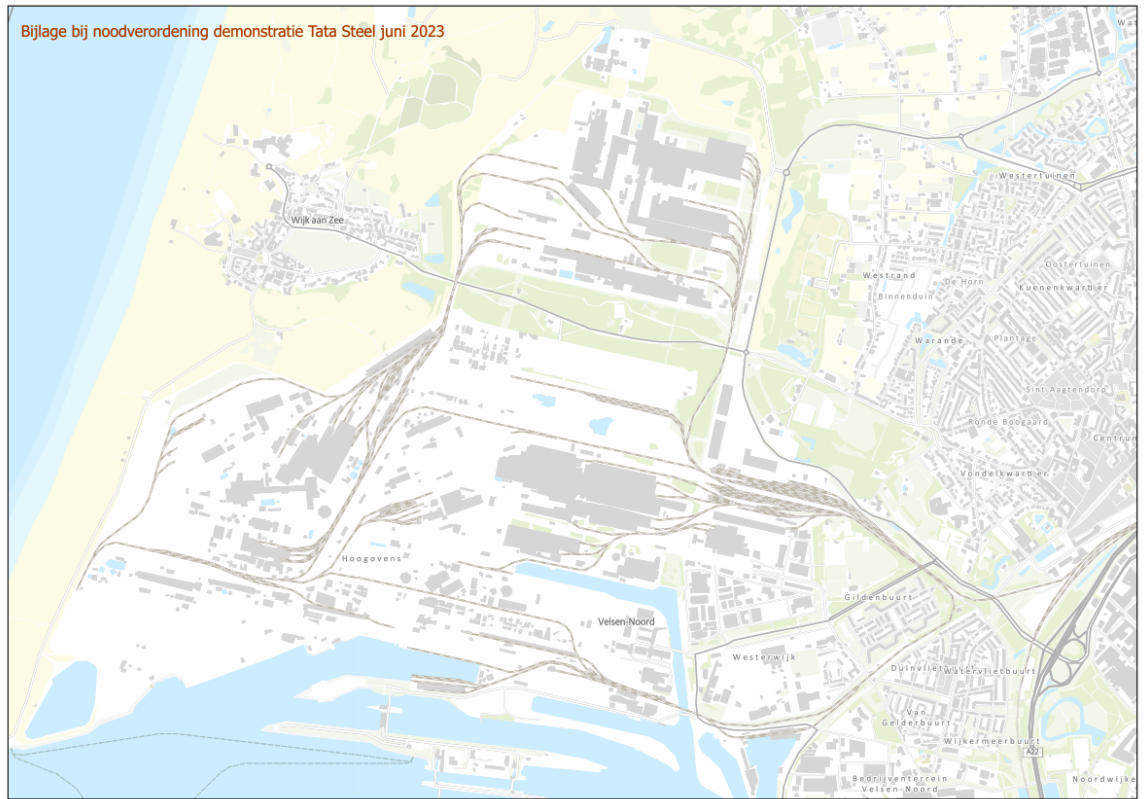 Bijlage bij noodverordening demonstratie Tata Steel juni 2023
Westertuinen
Wijk aan Zee
Oostertuinen
Westrand
De Horn
Kuenenkwartier
Binnenduin
Warande
Plantage
Sint Aagtendorp
Ronde Boogaard
Centrum
Vondelkwartier
Hoogovens
Gildenbuurt
Velsen-Noord
Westerwijk
Duinvlietbuurt
Watervlietbuurt
Van
Gelderbuurt
Wijkermeerbuurt
A22
Bedrijventerrein
Velsen-Noord
Noordwijke